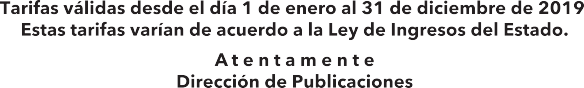 Tarifas válidas desde el día 1 de enero al 31 de diciembre de 2019
Estas tarifas varían de acuerdo a la Ley de Ingresos del Estado.
Atentamente
Dirección de Publicaciones